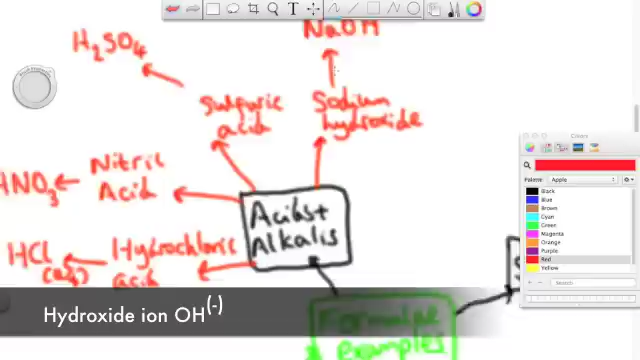 NaOH
H2SO4
Sulfuric
acid
Sodium
hydroxide
Nitric
Acid
HNO3
Acids+
Alkalis
Hydrochloric
acid
HCl
(aq)
Hydroxide ion OH(-)
Formulae
examples
Colors
Palette: Apple
Black
Blue
Brown
Cyan
Green
Magenta
Orange
Purple
Red
Yellow
Search